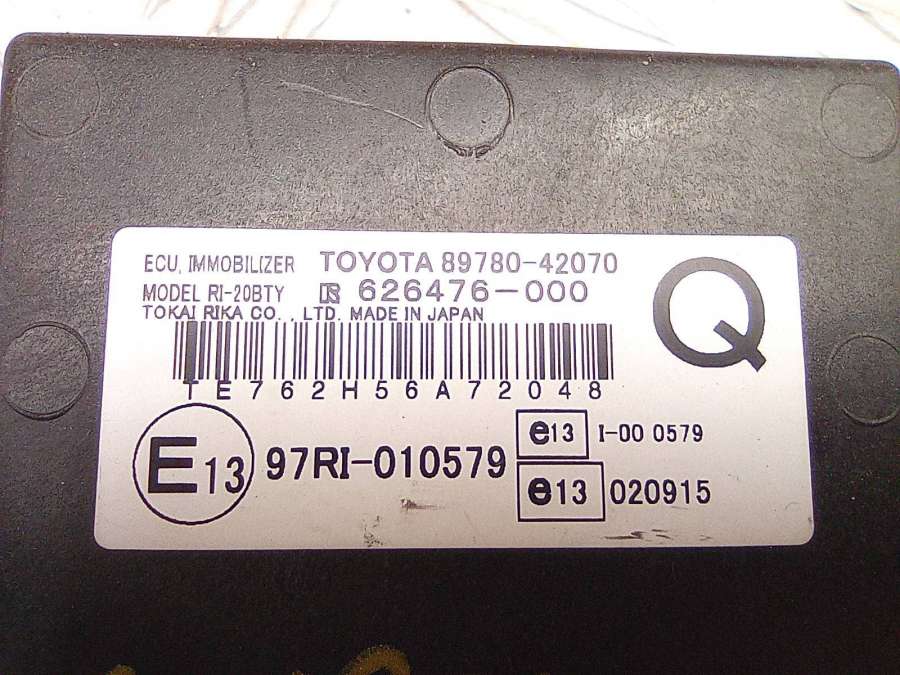 ECU, IMMOBILIZER TOYOTA 89780-42070
MODEL RI-20BTY 626476-000
TOKAI RIKA CO. , LTD. MADE IN JAPAN
Q
TE762H56A72048
E13 97RI-010579
e13 I-00 0579
e13 020915